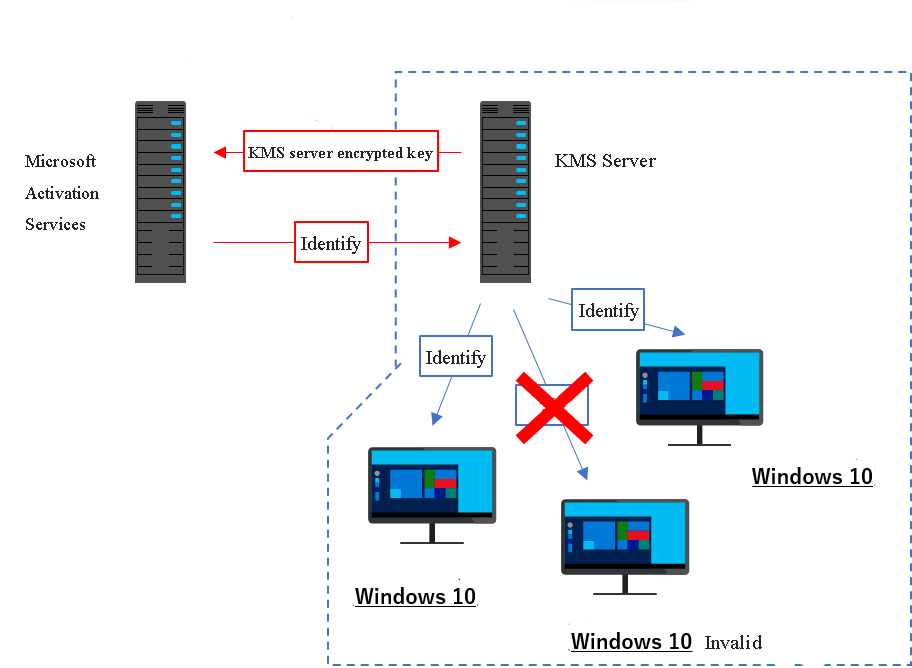 KMS server encrypted key
KMS Server
Microsoft
Activation
Services
Identify
Identify
Identify
Windows 10
Windows 10
Windows 10 Invalid